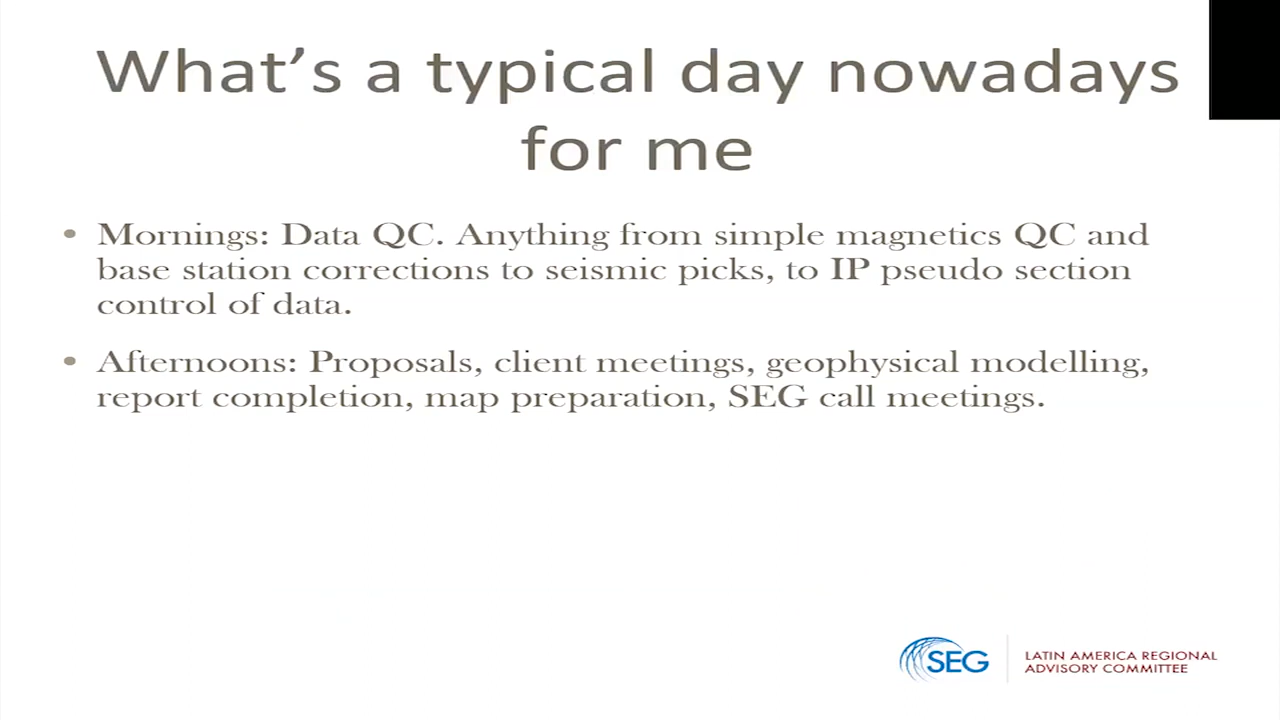 What's a typical day nowadays
for me
• Mornings: Data QC. Anything from simple magnetics QC and
base station corrections to seismic picks, to IP pseudo section
control of data.
• Afternoons: Proposals, client meetings, geophysical modelling,
report completion, map preparation, SEG call meetings.
SEG
LATIN AMERICA REGIONAL
ADVISORY COMMITTEE